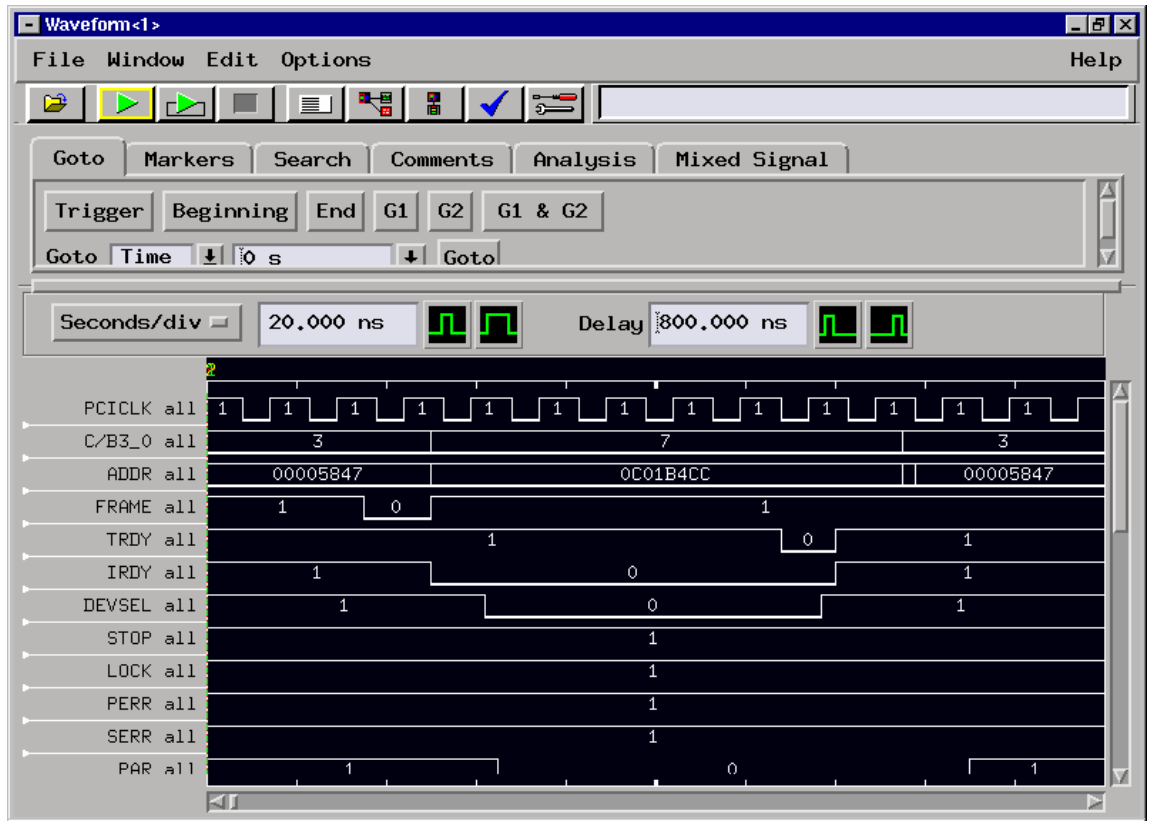 Waveform<1>
File Window Edit Options Help
Goto Markers Search Comments Analysis Mixed Signal
Trigger Beginning End G1 G2 G1 & G2
Goto Time 0 s Goto
Seconds/div 20.000 ns Delay 800.000 ns
PCICLK all 1 1 1 1 1 1 1 1 1 1 1 1 1
C/B3_0 all 3 7 3
ADDR all 00005847 0C01B4CC 00005847
FRAME all 1 0 1
TRDY all 1 0 1
IRDY all 1 0 1
DEVSEL all 1 0 1
STOP all 1
LOCK all 1
PERR all 1
SERR all 1
PAR all 1 0 1